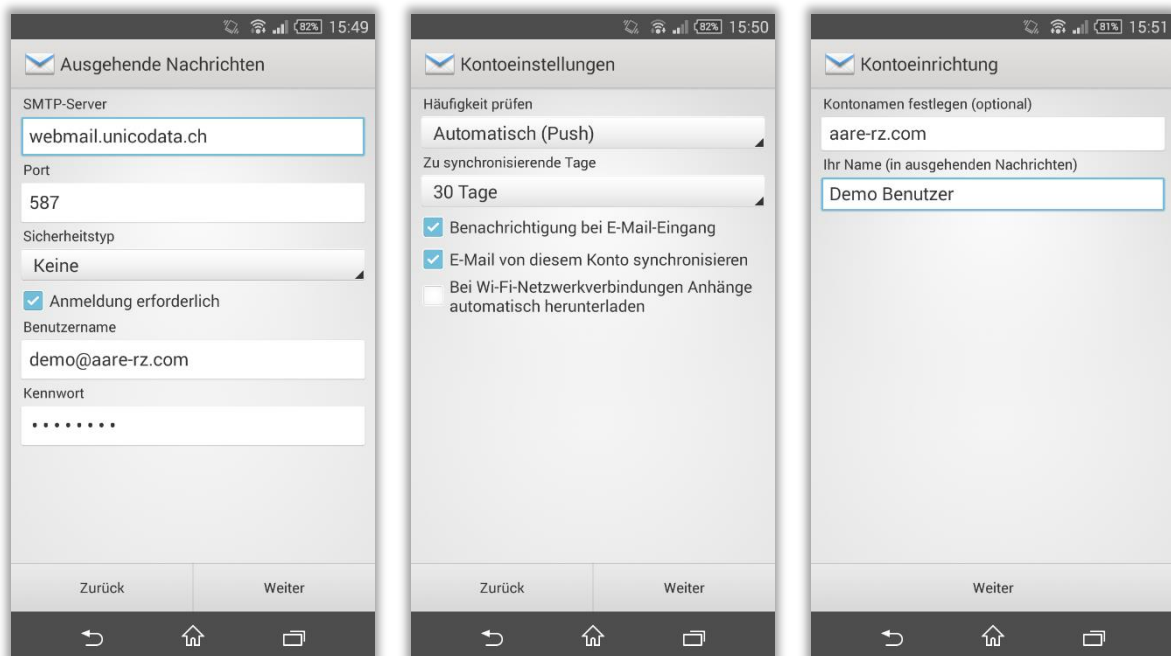 82% 15:49
Ausgehende Nachrichten
SMTP-Server
webmail.unicodata.ch
Port
587
Sicherheitstyp
Keine
Anmeldung erforderlich
Benutzername
demo@aare-rz.com
Kennwort
••••••••
Zurück Weiter
82% 15:50
Kontoeinstellungen
Häufigkeit prüfen
Automatisch (Push)
Zu synchronisierende Tage
30 Tage
Benachrichtigung bei E-Mail-Eingang
E-Mail von diesem Konto synchronisieren
Bei Wi-Fi-Netzwerkverbindungen Anhänge
automatisch herunterladen
Zurück Weiter
81% 15:51
Kontoeinrichtung
Kontonamen festlegen (optional)
aare-rz.com
Ihr Name (in ausgehenden Nachrichten)
Demo Benutzer
Weiter